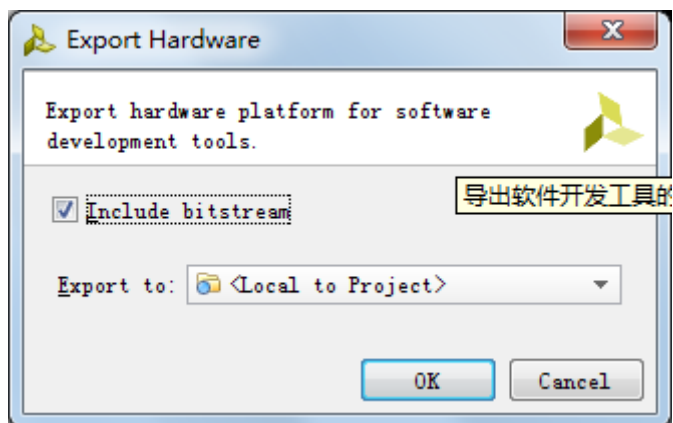 Export Hardware
Export hardware platform for software
development tools.
导出软件开发工具的
Include bitstream
Export to: <Local to Project>
OK Cancel